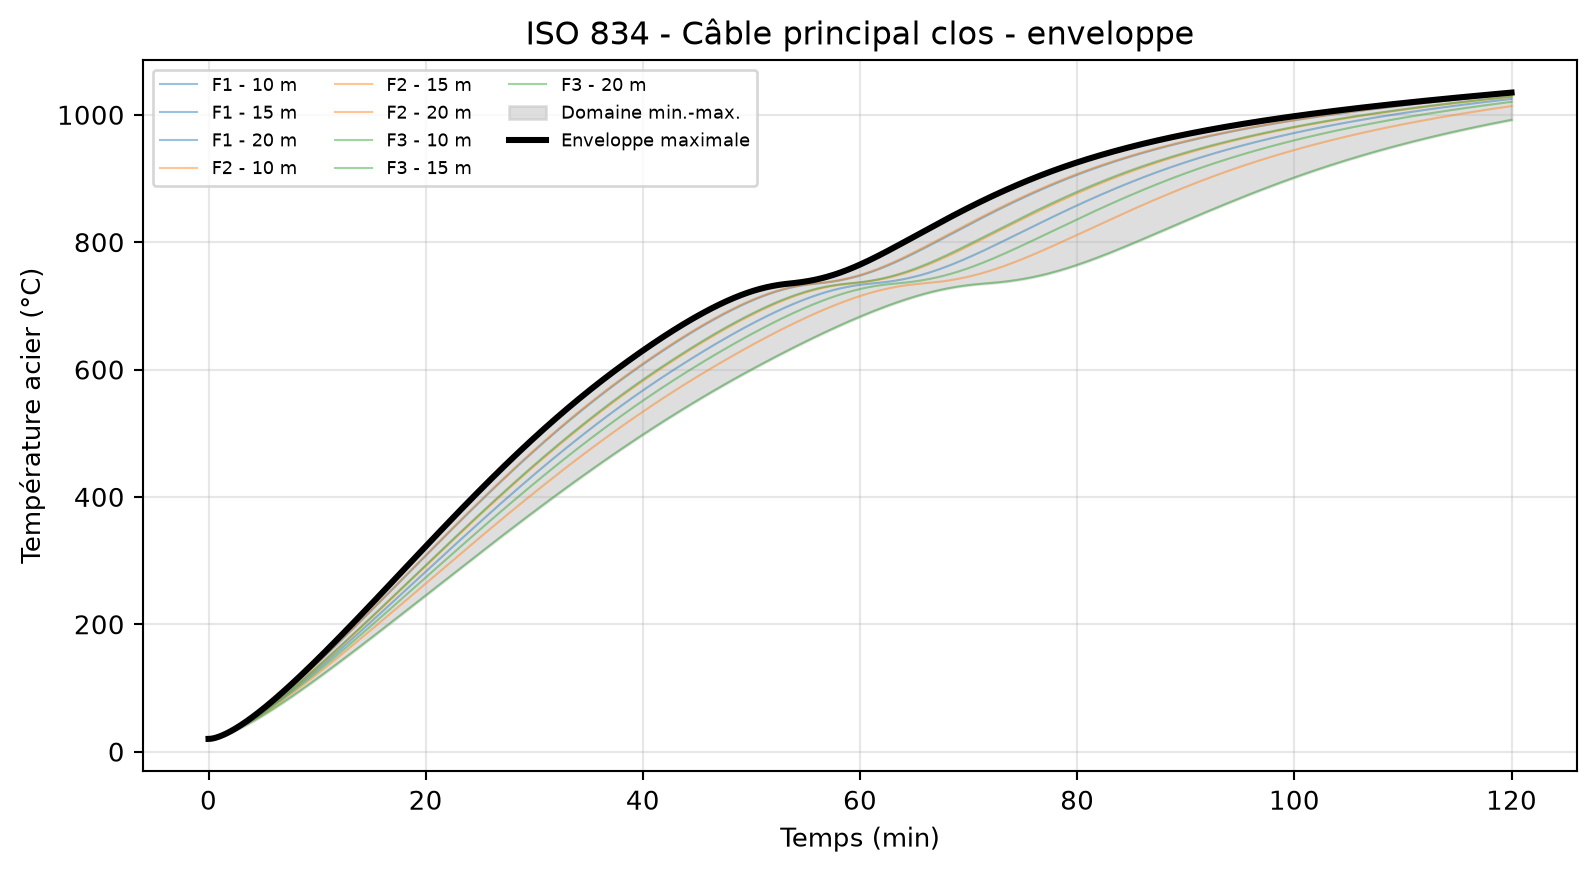 ISO 834 - Câble principal clos - enveloppe
F1 - 10 m
F1 - 15 m
F1 - 20 m
F2 - 10 m
F2 - 15 m
F2 - 20 m
F3 - 10 m
F3 - 15 m
F3 - 20 m
Domaine min.-max.
Enveloppe maximale
Température acier (°C)
1000
800
600
400
200
0
0 20 40 60 80 100 120
Temps (min)